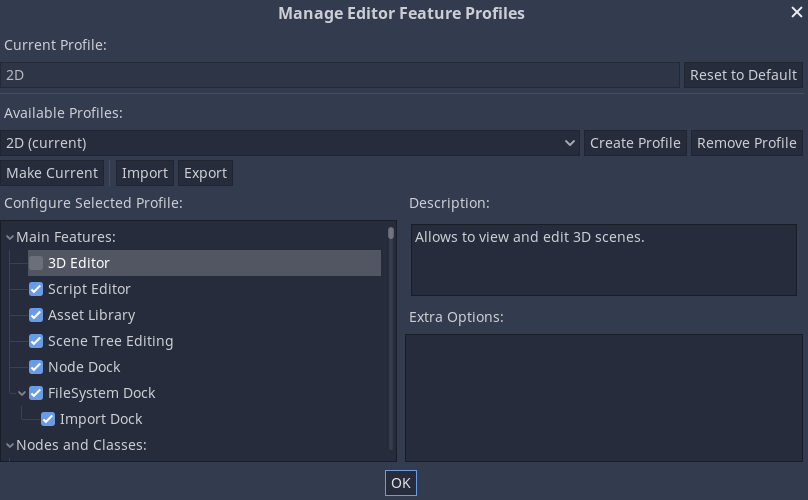 Manage Editor Feature Profiles
Current Profile:
2D
Reset to Default
Available Profiles:
2D (current)
Create Profile
Remove Profile
Make Current
Import
Export
Configure Selected Profile:
Main Features:
3D Editor
Script Editor
Asset Library
Scene Tree Editing
Node Dock
FileSystem Dock
Import Dock
Nodes and Classes:
Description:
Allows to view and edit 3D scenes.
Extra Options:
OK